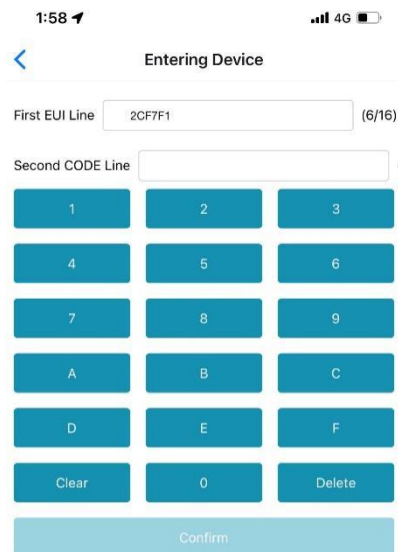 1:58 4G
Entering Device
First EUI Line 2CF7F1 (6/16)
Second CODE Line
1 2 3
4 5 6
7 8 9
A B C
D E F
Clear 0 Delete
Confirm